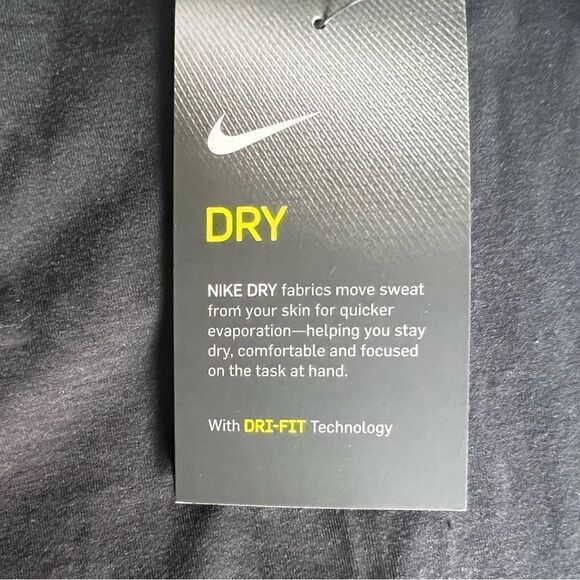 DRY
NIKE DRY fabrics move sweat
from your skin for quicker
evaporation—helping you stay
dry, comfortable and focused
on the task at hand.
With DRI-FIT Technology